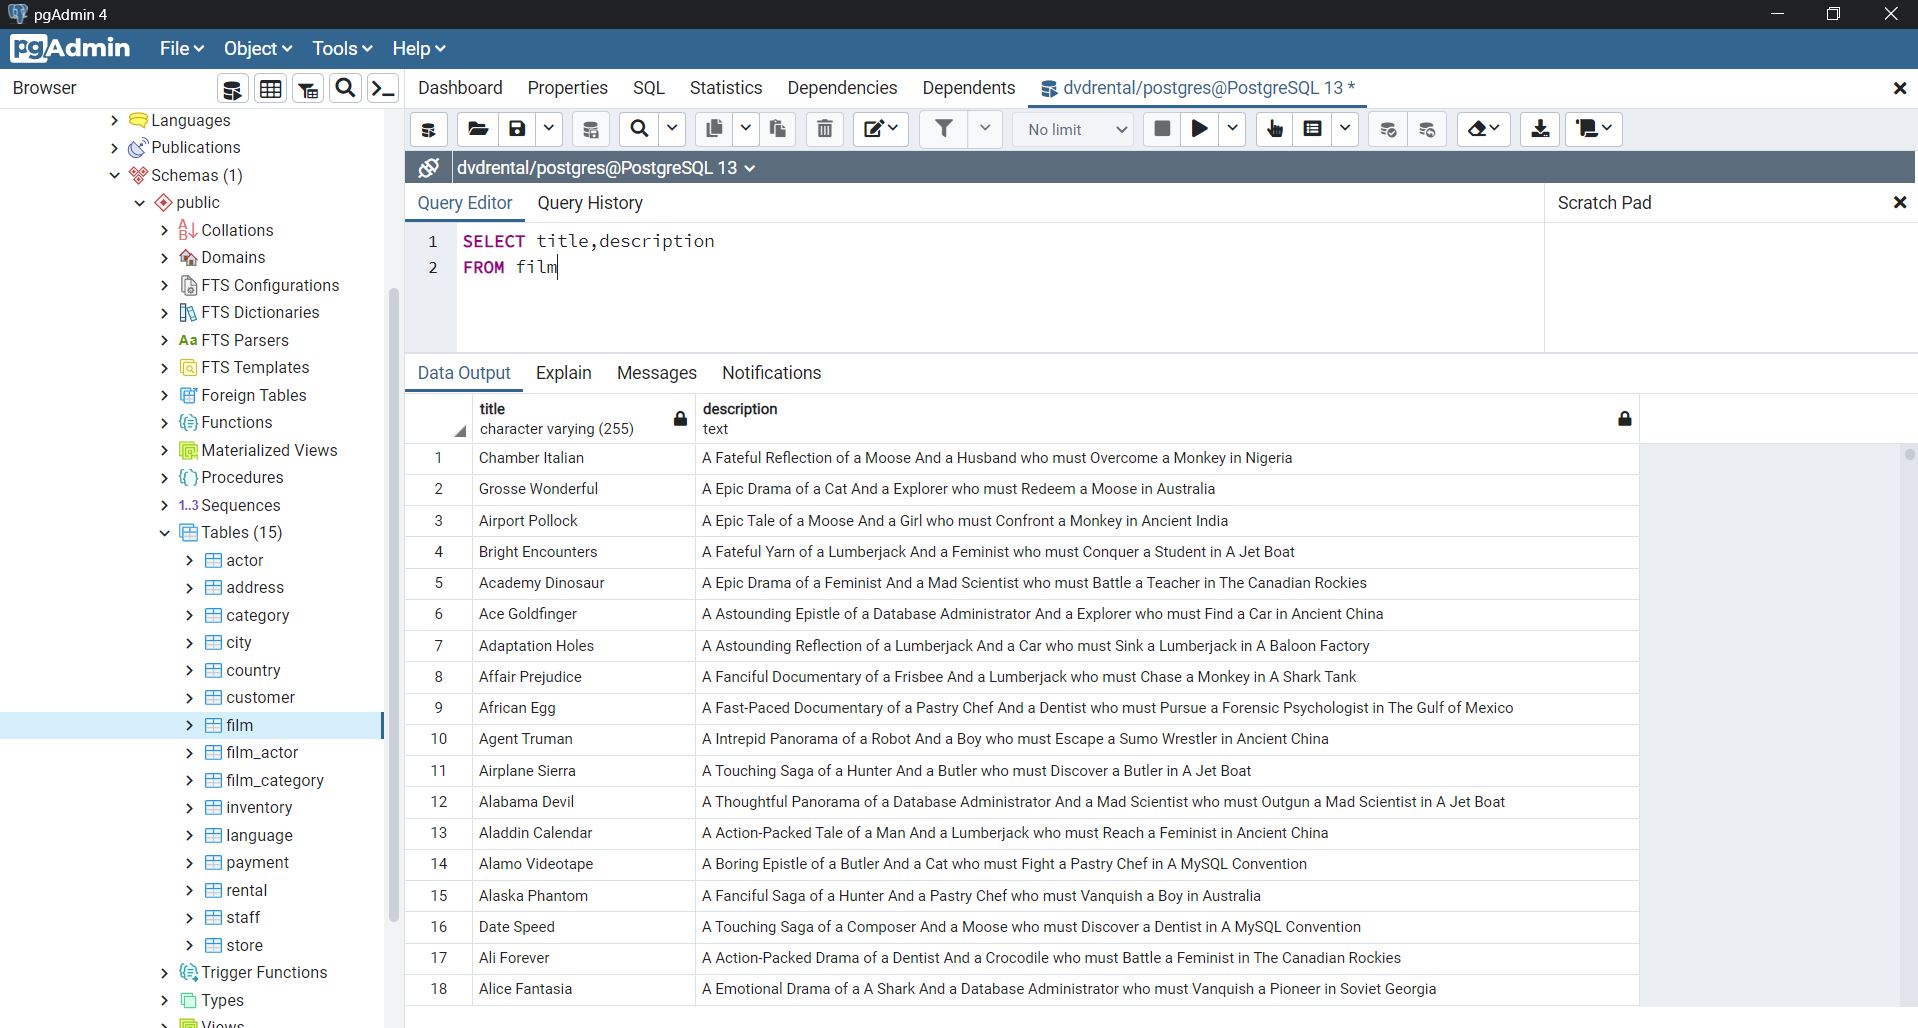 pgAdmin 4
pgAdmin File Object Tools Help
Browser
Dashboard Properties SQL Statistics Dependencies Dependents dvdrental/postgres@PostgreSQL 13 *
Languages
Publications
Schemas (1)
public
Collations
Domains
FTS Configurations
FTS Dictionaries
Aa FTS Parsers
FTS Templates
Foreign Tables
Functions
Materialized Views
Procedures
1..3 Sequences
Tables (15)
actor
address
category
city
country
customer
film
film_actor
film_category
inventory
language
payment
rental
staff
store
Trigger Functions
Types
Views
No limit
dvdrental/postgres@PostgreSQL 13
Query Editor Query History
Scratch Pad
1 SELECT title,description
2 FROM film
Data Output Explain Messages Notifications
title description
character varying (255) text
1 Chamber Italian A Fateful Reflection of a Moose And a Husband who must Overcome a Monkey in Nigeria
2 Grosse Wonderful A Epic Drama of a Cat And a Explorer who must Redeem a Moose in Australia
3 Airport Pollock A Epic Tale of a Moose And a Girl who must Confront a Monkey in Ancient India
4 Bright Encounters A Fateful Yarn of a Lumberjack And a Feminist who must Conquer a Student in A Jet Boat
5 Academy Dinosaur A Epic Drama of a Feminist And a Mad Scientist who must Battle a Teacher in The Canadian Rockies
6 Ace Goldfinger A Astounding Epistle of a Database Administrator And a Explorer who must Find a Car in Ancient China
7 Adaptation Holes A Astounding Reflection of a Lumberjack And a Car who must Sink a Lumberjack in A Baloon Factory
8 Affair Prejudice A Fanciful Documentary of a Frisbee And a Lumberjack who must Chase a Monkey in A Shark Tank
9 African Egg A Fast-Paced Documentary of a Pastry Chef And a Dentist who must Pursue a Forensic Psychologist in The Gulf of Mexico
10 Agent Truman A Intrepid Panorama of a Robot And a Boy who must Escape a Sumo Wrestler in Ancient China
11 Airplane Sierra A Touching Saga of a Hunter And a Butler who must Discover a Butler in A Jet Boat
12 Alabama Devil A Thoughtful Panorama of a Database Administrator And a Mad Scientist who must Outgun a Mad Scientist in A Jet Boat
13 Aladdin Calendar A Action-Packed Tale of a Man And a Lumberjack who must Reach a Feminist in Ancient China
14 Alamo Videotape A Boring Epistle of a Butler And a Cat who must Fight a Pastry Chef in A MySQL Convention
15 Alaska Phantom A Fanciful Saga of a Hunter And a Pastry Chef who must Vanquish a Boy in Australia
16 Date Speed A Touching Saga of a Composer And a Moose who must Discover a Dentist in A MySQL Convention
17 Ali Forever A Action-Packed Drama of a Dentist And a Crocodile who must Battle a Feminist in The Canadian Rockies
18 Alice Fantasia A Emotional Drama of a A Shark And a Database Administrator who must Vanquish a Pioneer in Soviet Georgia